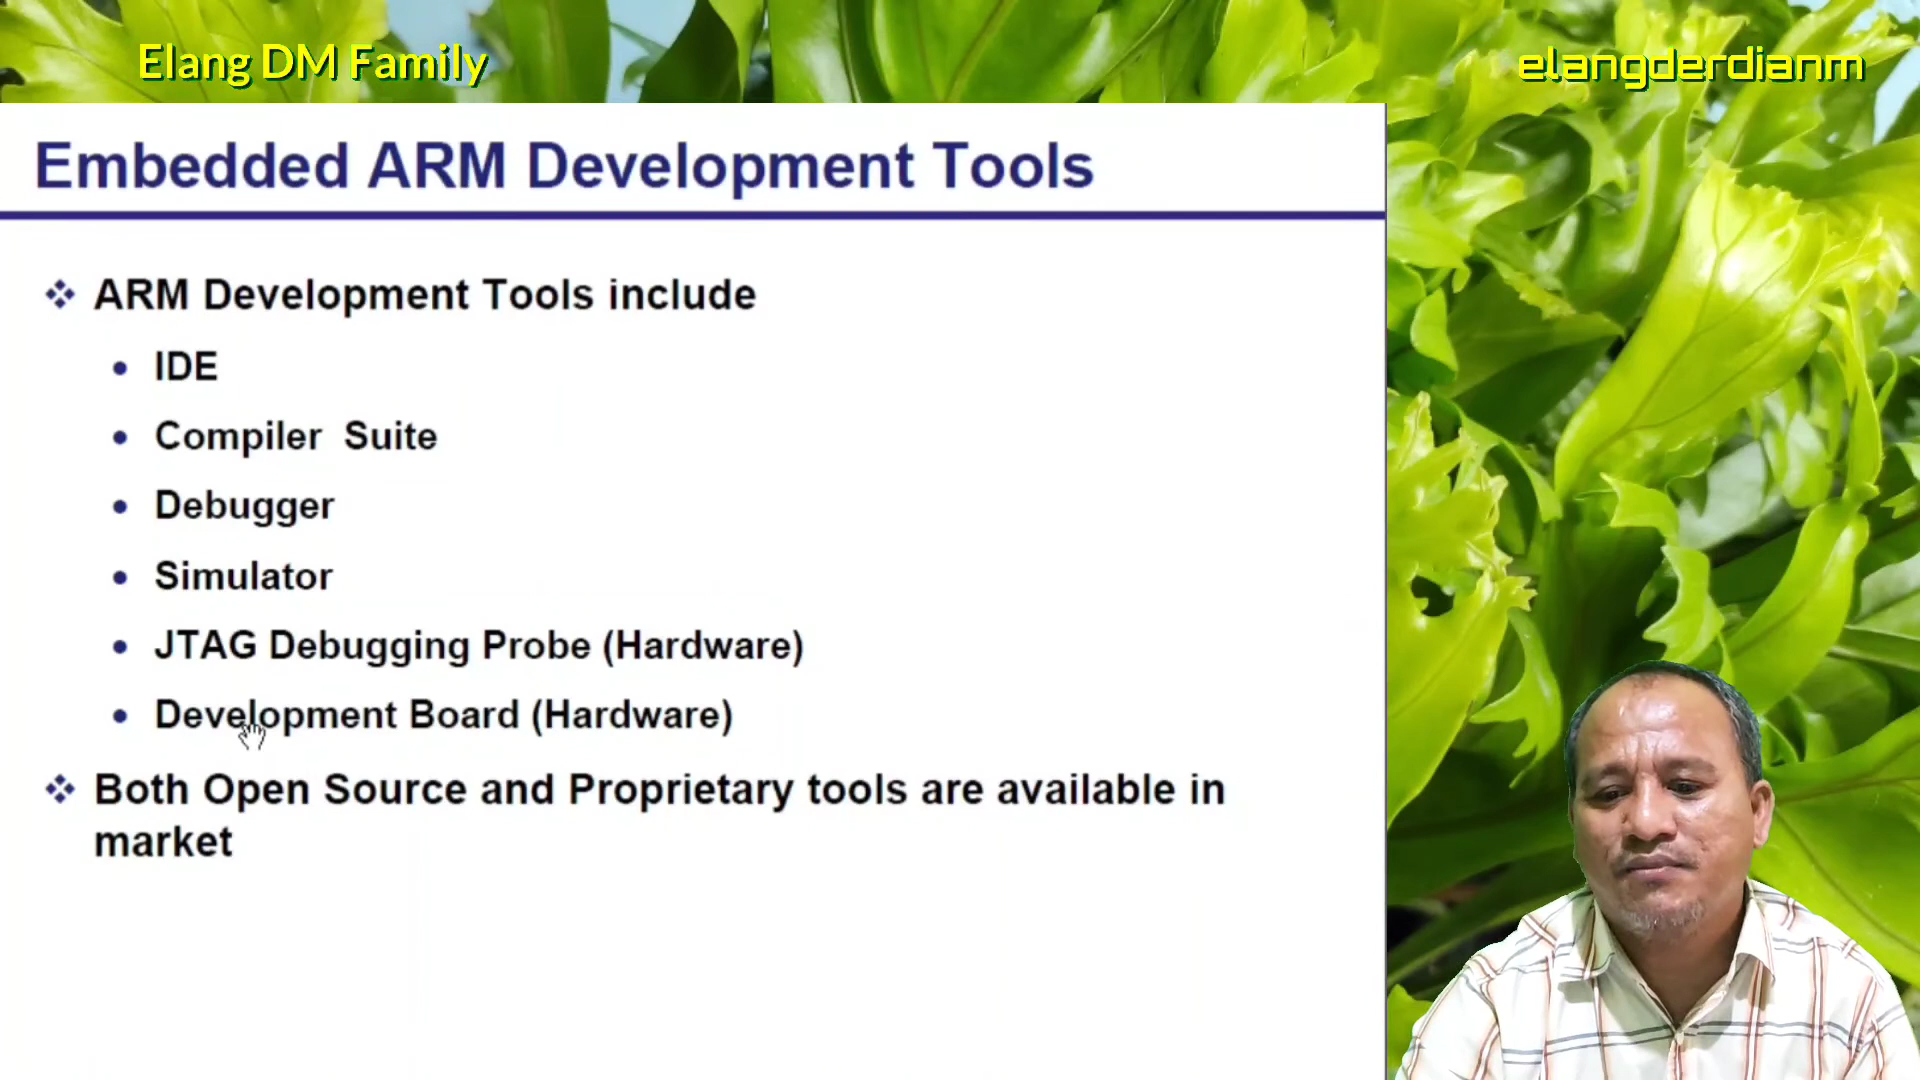 Elang DM Family
elangderdianm
Embedded ARM Development Tools
ARM Development Tools include
IDE
Compiler Suite
Debugger
Simulator
JTAG Debugging Probe (Hardware)
Development Board (Hardware)
Both Open Source and Proprietary tools are available in
market